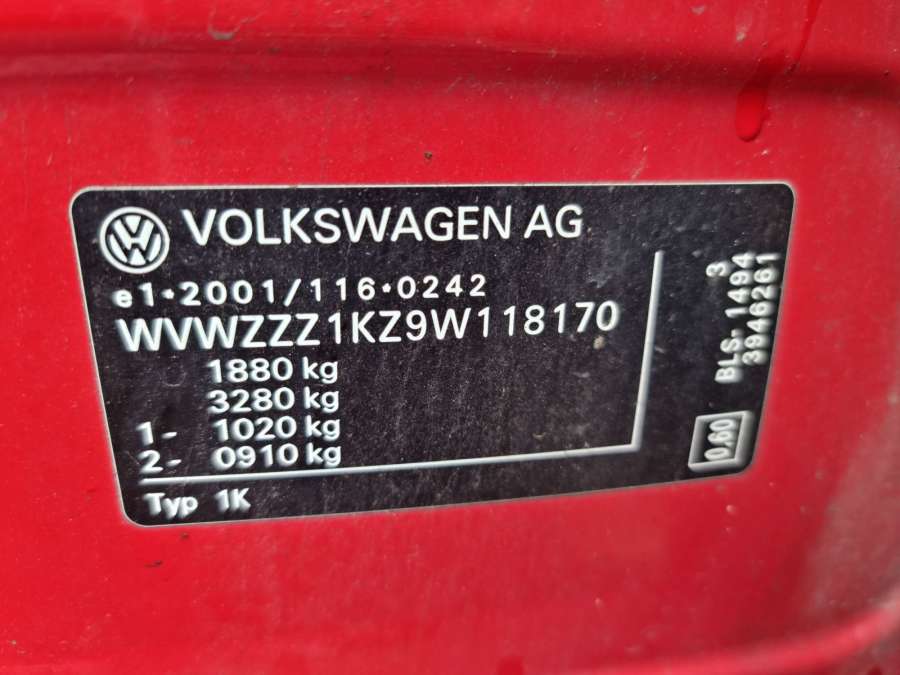 VOLKSWAGEN AG
e1*2001/116*0242
WVWZZZ1KZ9W118170
1880 kg
3280 kg
1- 1020 kg
2- 0910 kg
Typ 1K
3
BLS- 1494
3946261
0,60